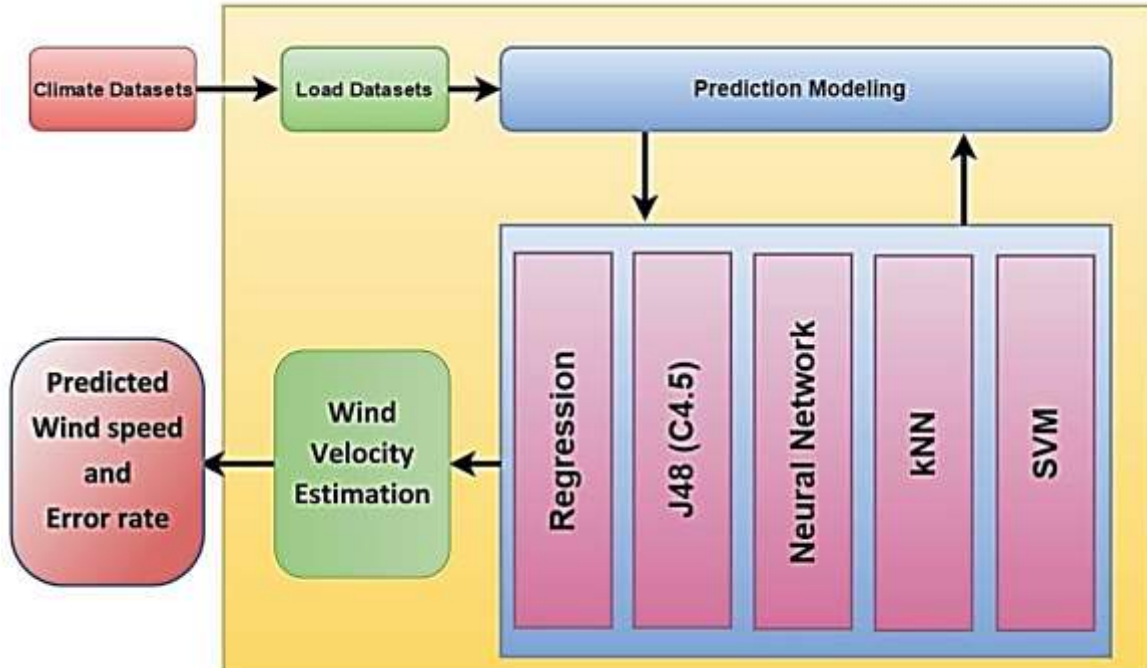 Climate Datasets
Load Datasets
Prediction Modeling
Regression
J48 (C4.5)
Neural Network
kNN
SVM
Wind
Velocity
Estimation
Predicted
Wind speed
and
Error rate